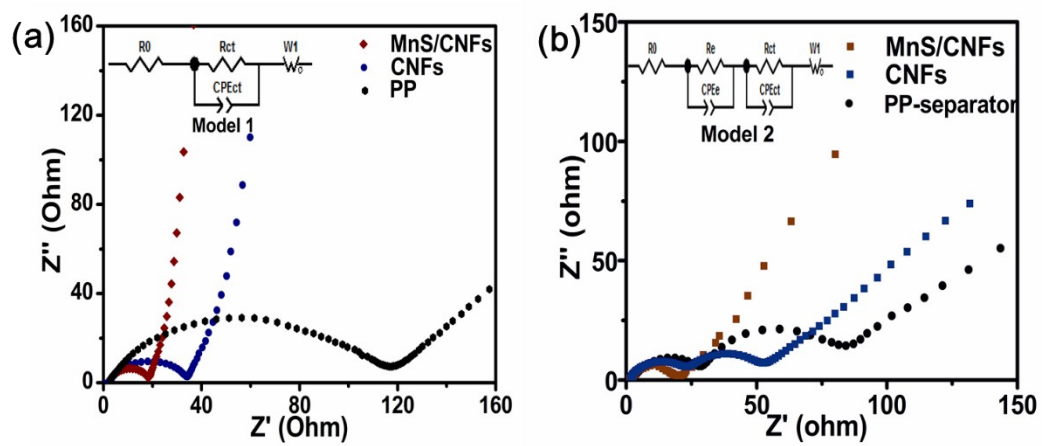 (a)
R0 Rct W1
o
CPEct
Model 1
MnS/CNFs
CNFs
PP
Z'' (Ohm)
160
120
80
40
0
0 40 80 120 160
Z' (Ohm)
(b)
R0 Re Rct W1
o
CPEe CPEct
Model 2
MnS/CNFs
CNFs
PP-separator
Z'' (ohm)
150
100
50
0
0 50 100 150
Z' (ohm)